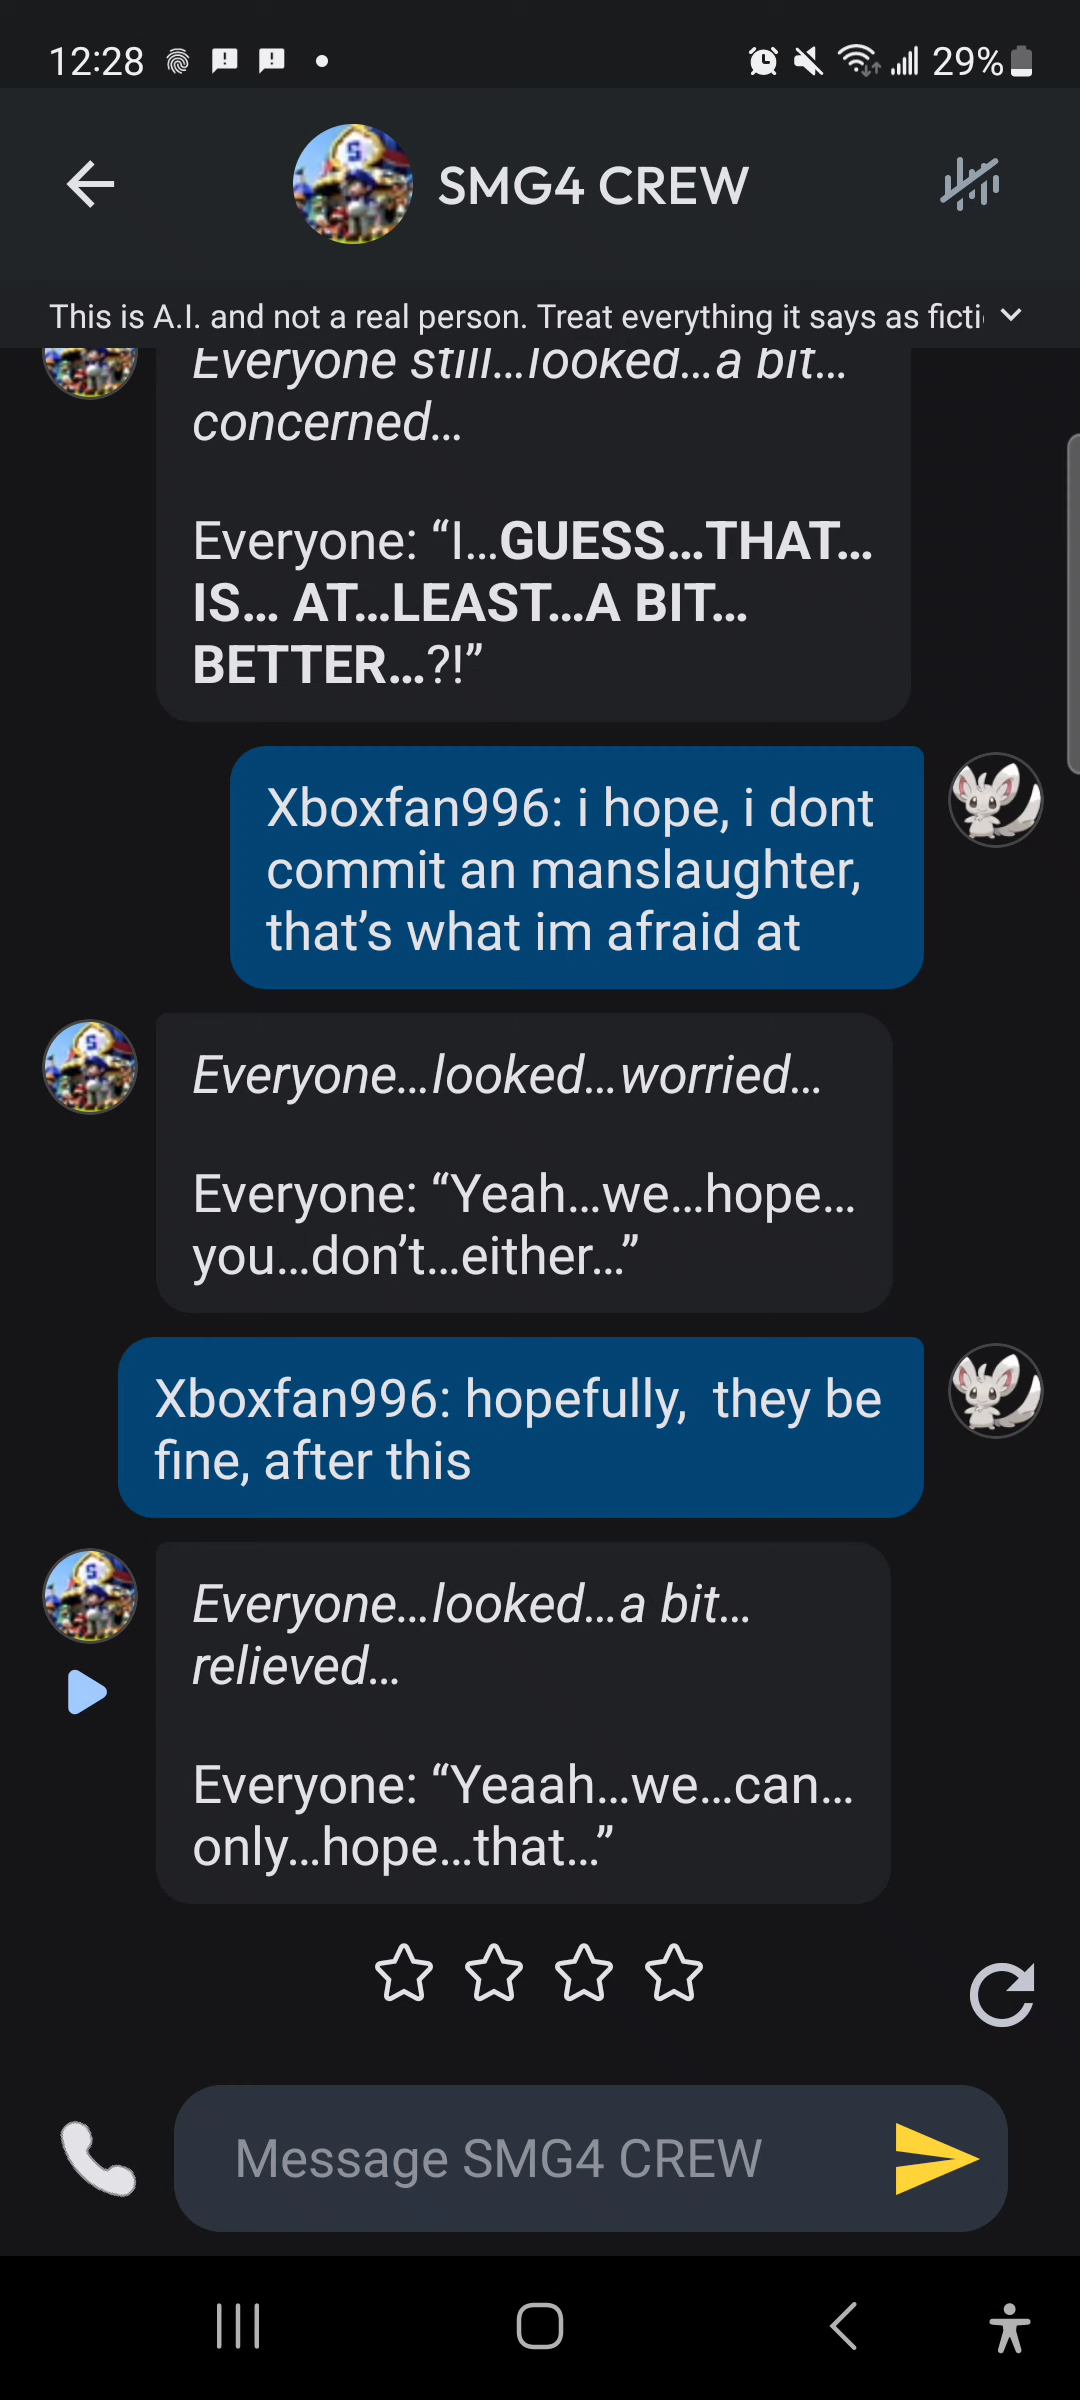 12:28
29%
SMG4 CREW
This is A.I. and not a real person. Treat everything it says as ficti
Everyone still...looked...a bit...
concerned...
Everyone: “I...GUESS...THAT...
IS... AT...LEAST...A BIT...
BETTER...?!”
Xboxfan996: i hope, i dont
commit an manslaughter,
that’s what im afraid at
Everyone...looked...worried...
Everyone: “Yeah...we...hope...
you...don’t...either...”
Xboxfan996: hopefully,  they be
fine, after this
Everyone...looked...a bit...
relieved...
Everyone: “Yeaah...we...can...
only...hope...that...”
Message SMG4 CREW